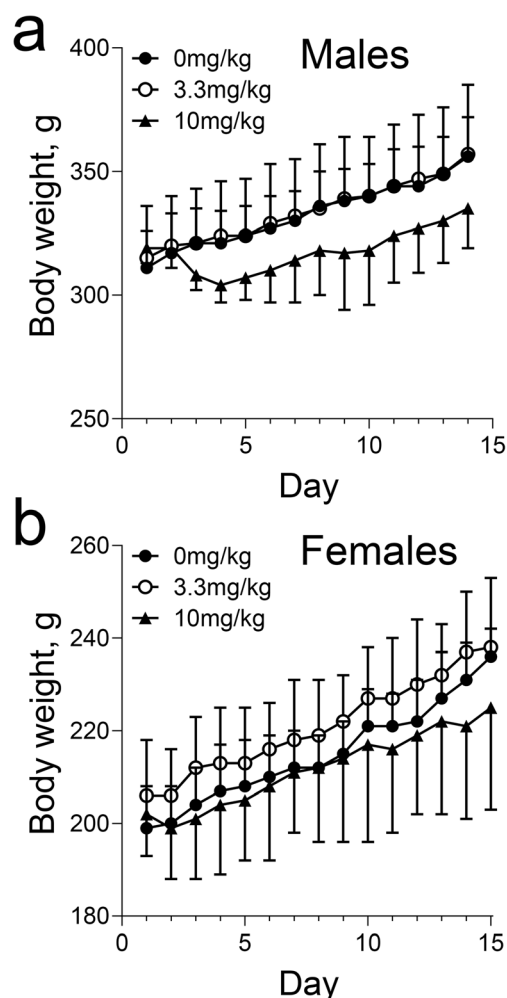 a
Males
0mg/kg
3.3mg/kg
10mg/kg
Body weight, g
400
350
300
250
0 5 10 15
Day
b
Females
0mg/kg
3.3mg/kg
10mg/kg
Body weight, g
260
240
220
200
180
0 5 10 15
Day